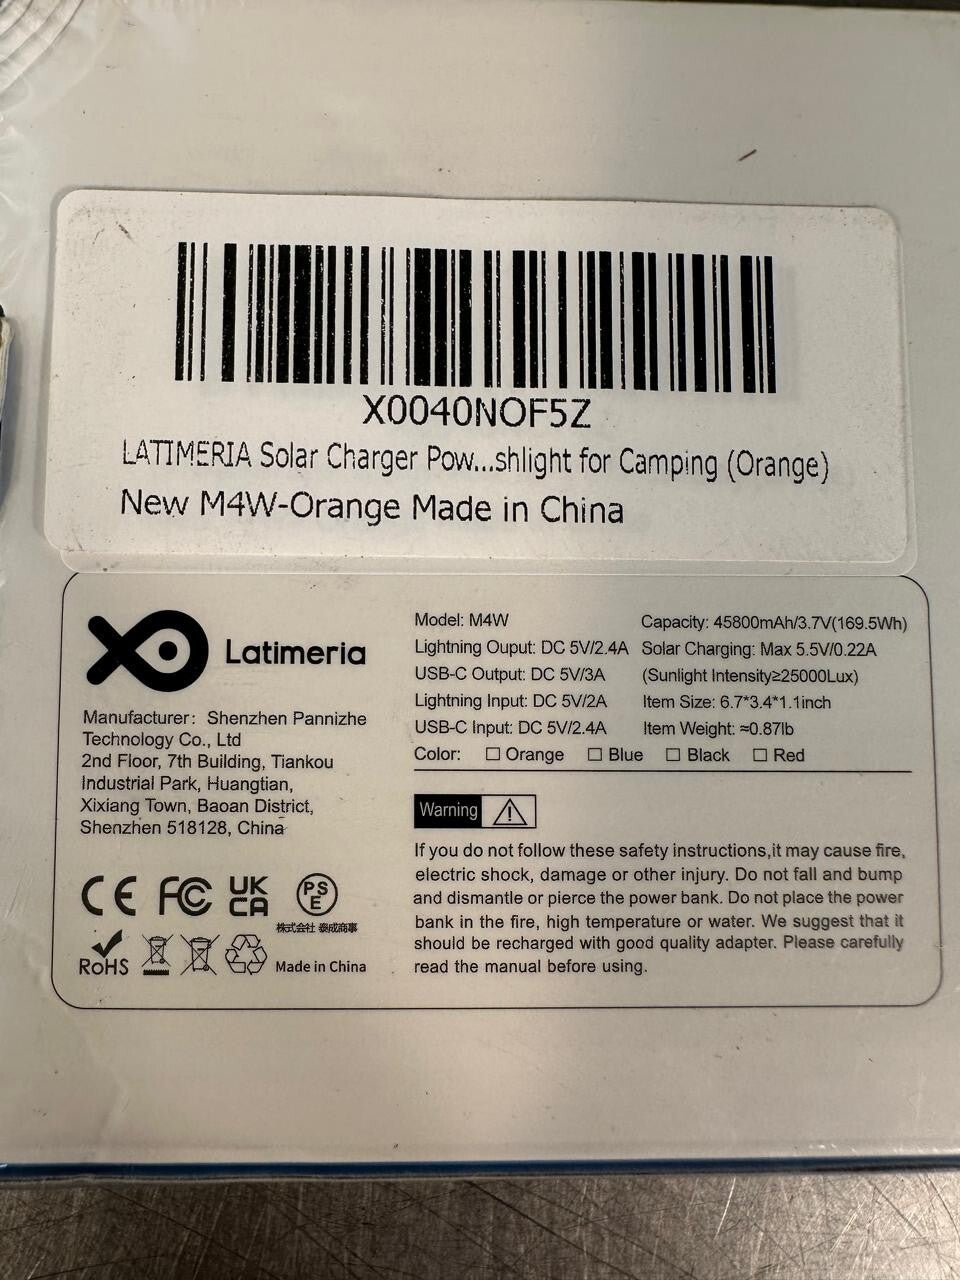 X0040NOF5Z
LATIMERIA Solar Charger Pow...shlight for Camping (Orange)
New M4W-Orange Made in China
Latimeria
Manufacturer: Shenzhen Pannizhe
Technology Co., Ltd
2nd Floor, 7th Building, Tiankou
Industrial Park, Huangtian,
Xixiang Town, Baoan District,
Shenzhen 518128, China
CE FC UK CA PSE
株式会社 泰成商事
RoHS
Made in China
Model: M4W
Lightning Ouput: DC 5V/2.4A
USB-C Output: DC 5V/3A
Lightning Input: DC 5V/2A
USB-C Input: DC 5V/2.4A
Capacity: 45800mAh/3.7V(169.5Wh)
Solar Charging: Max 5.5V/0.22A
(Sunlight Intensity≥25000Lux)
Item Size: 6.7*3.4*1.1inch
Item Weight: ≈0.87lb
Color: ☐ Orange ☐ Blue ☐ Black ☐ Red
Warning
If you do not follow these safety instructions,it may cause fire,
electric shock, damage or other injury. Do not fall and bump
and dismantle or pierce the power bank. Do not place the power
bank in the fire, high temperature or water. We suggest that it
should be recharged with good quality adapter. Please carefully
read the manual before using.